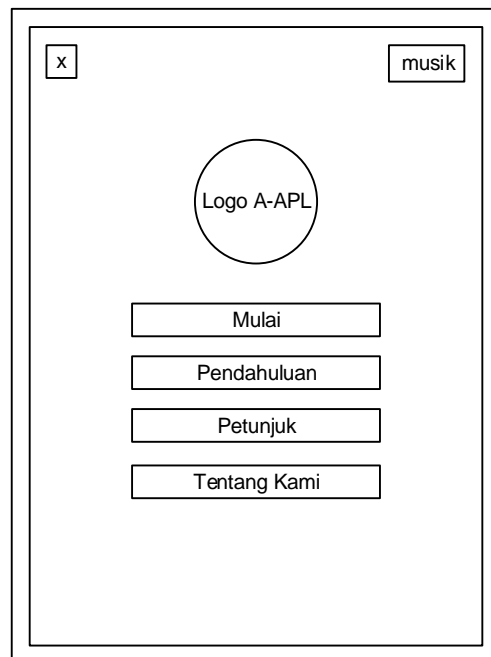 x
musik
Logo A-APL
Mulai
Pendahuluan
Petunjuk
Tentang Kami